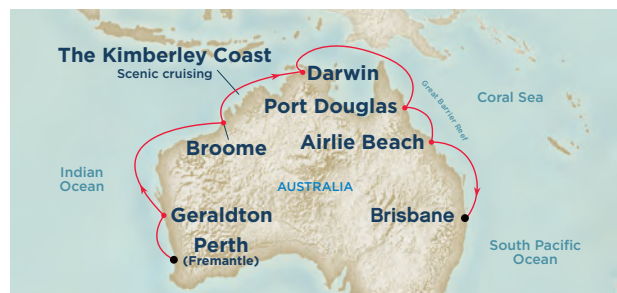 The Kimberley Coast
Scenic cruising
Darwin
Port Douglas
Great Barrier Reef
Coral Sea
Airlie Beach
Broome
Indian
Ocean
AUSTRALIA
Geraldton
Brisbane
Perth
(Fremantle)
South Pacific
Ocean